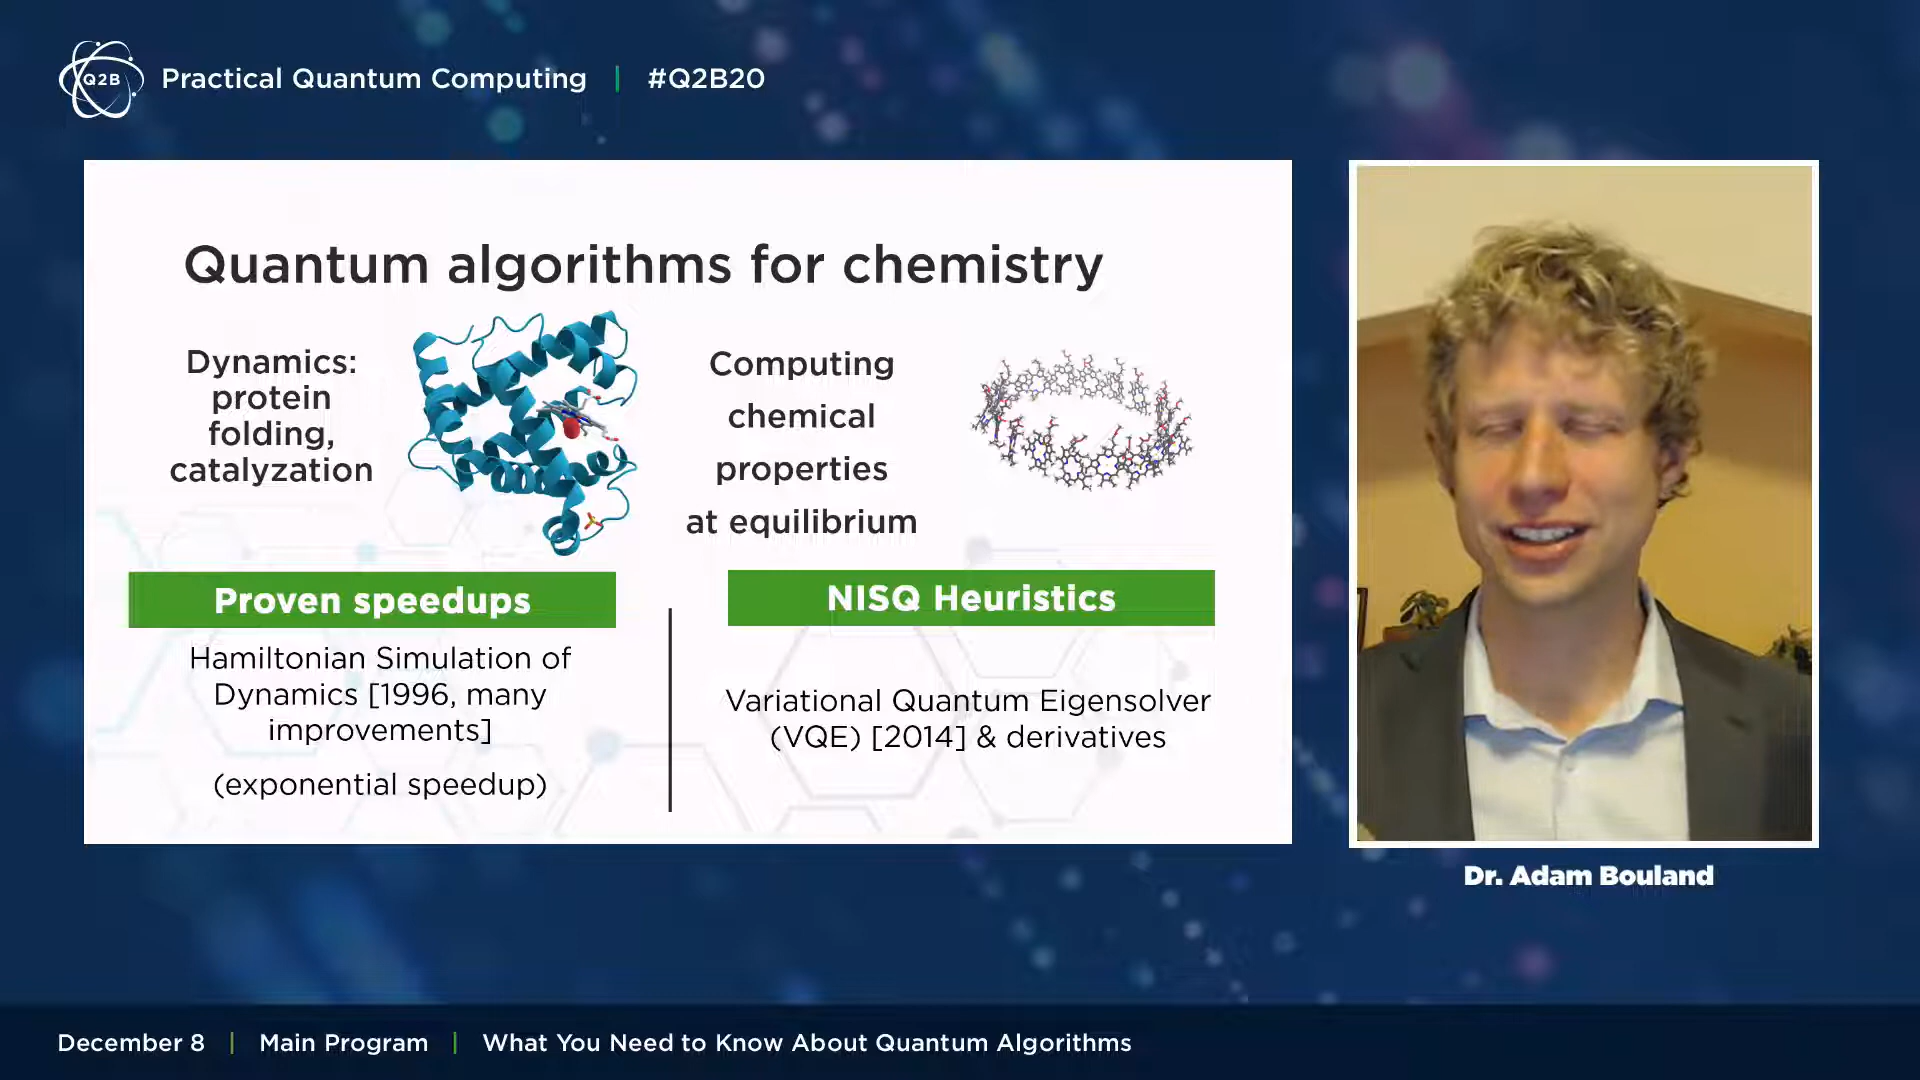 Q2B
Practical Quantum Computing | #Q2B20
Quantum algorithms for chemistry
Dynamics:
protein
folding,
catalyzation
Computing
chemical
properties
at equilibrium
Proven speedups
Hamiltonian Simulation of
Dynamics [1996, many
improvements]
(exponential speedup)
NISQ Heuristics
Variational Quantum Eigensolver
(VQE) [2014] & derivatives
Dr. Adam Bouland
December 8 | Main Program | What You Need to Know About Quantum Algorithms